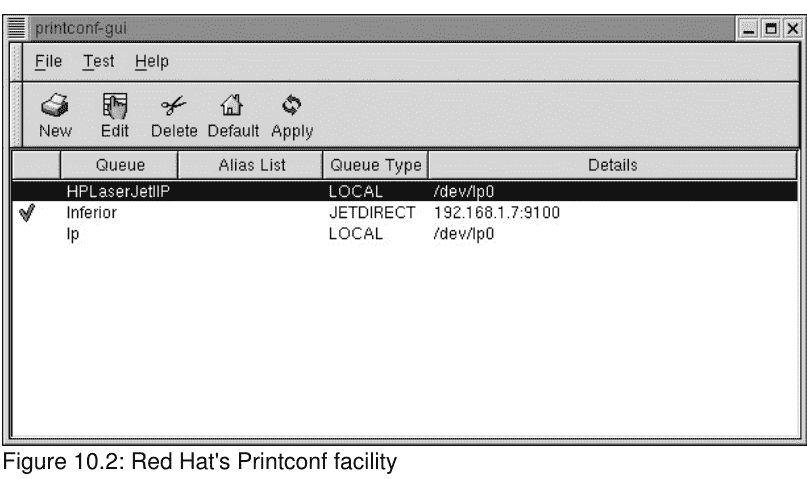 printconf-gui
File Test Help
New Edit Delete Default Apply
Queue Alias List Queue Type Details
HPLaserJetIIP LOCAL /dev/lp0
Inferior JETDIRECT 192.168.1.7:9100
lp LOCAL /dev/lp0
Figure 10.2: Red Hat's Printconf facility